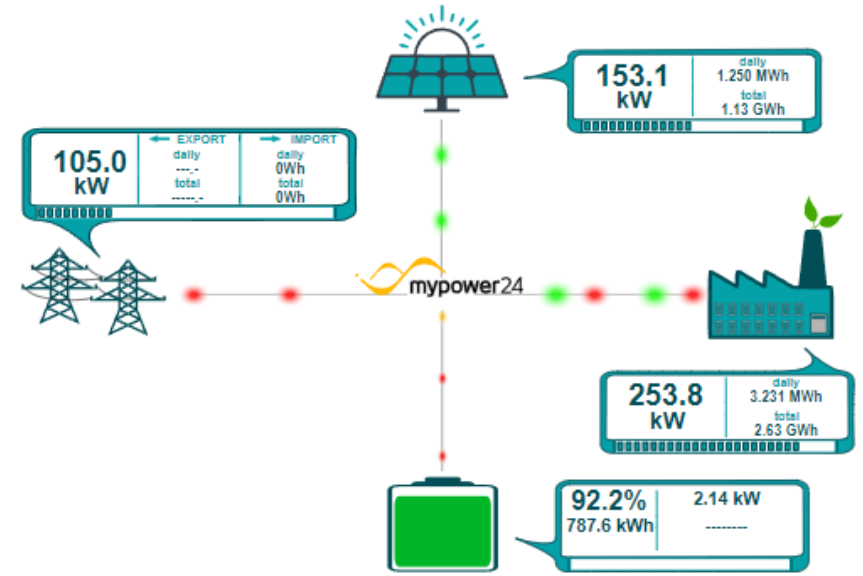 153.1
kW
daily
1.250 MWh
total
1.13 GWh
105.0
kW
← EXPORT
daily
---.-
total
-----.-
→ IMPORT
daily
0Wh
total
0Wh
mypower24
253.8
kW
daily
3.231 MWh
total
2.63 GWh
92.2%
787.6 kWh
2.14 kW
--------